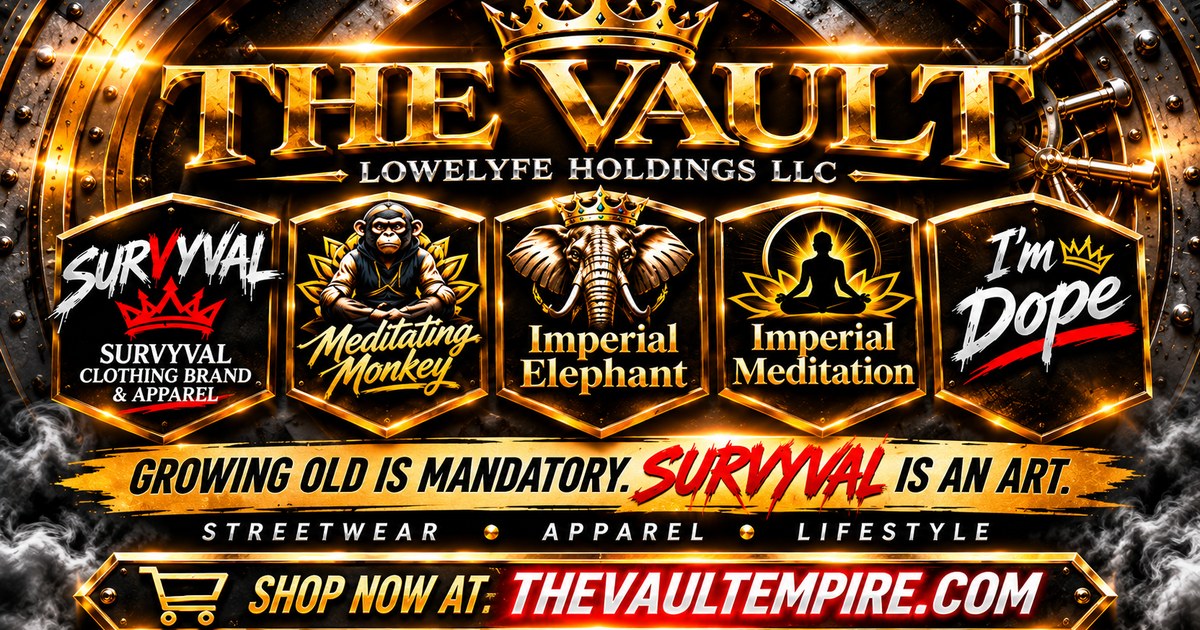 THE VAULT
LOWELYFE HOLDINGS LLC
SURVYVAL
SURVYVAL
CLOTHING BRAND
& APPAREL
Meditating
Monkey
Imperial
Elephant
Imperial
Meditation
I'm
Dope
GROWING OLD IS MANDATORY. SURVYVAL IS AN ART.
STREETWEAR • APPAREL • LIFESTYLE
SHOP NOW AT: THEVAULTEMPIRE.COM